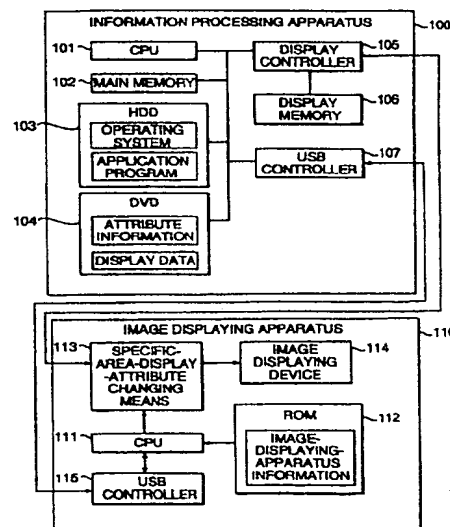 INFORMATION PROCESSING APPARATUS
100
101
CPU
102
MAIN MEMORY
103
HDD
OPERATING
SYSTEM
APPLICATION
PROGRAM
104
DVD
ATTRIBUTE
INFORMATION
DISPLAY DATA
DISPLAY
CONTROLLER
105
DISPLAY
MEMORY
106
USB
CONTROLLER
107
IMAGE DISPLAYING APPARATUS
110
113
SPECIFIC-
AREA-DISPLAY
-ATTRIBUTE
CHANGING
MEANS
IMAGE
DISPLAYING
DEVICE
114
111
CPU
ROM
112
IMAGE-
DISPLAYING-
APPARATUS
INFORMATION
115
USB
CONTROLLER